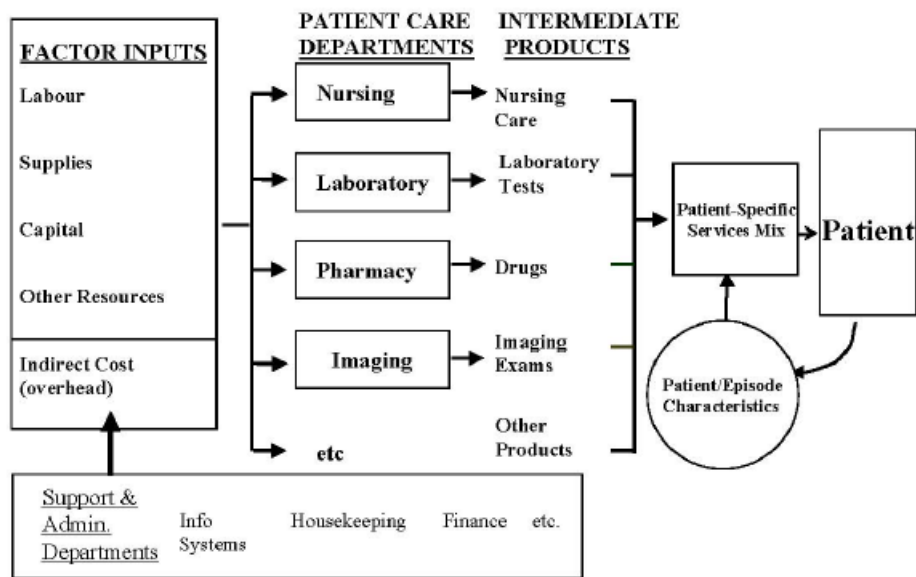 FACTOR INPUTS
Labour
Supplies
Capital
Other Resources
Indirect Cost
(overhead)
PATIENT CARE
DEPARTMENTS
Nursing
Laboratory
Pharmacy
Imaging
etc
INTERMEDIATE
PRODUCTS
Nursing
Care
Laboratory
Tests
Drugs
Imaging
Exams
Other
Products
Patient-Specific
Services Mix
Patient
Patient/Episode
Characteristics
Support &
Admin.
Departments
Info
Systems
Housekeeping
Finance
etc.